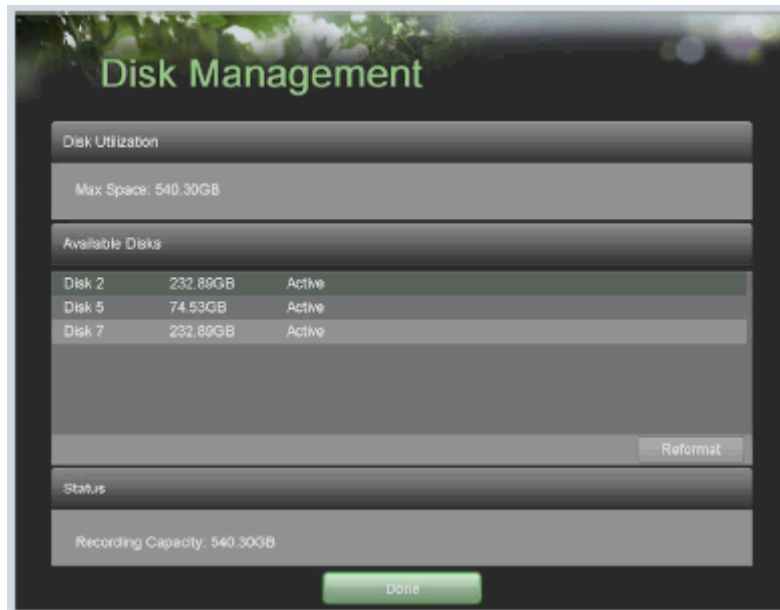 Disk Management
Disk Utilization
Max Space: 540.30GB
Available Disks
Disk 2 232.89GB Active
Disk 5 74.53GB Active
Disk 7 232.89GB Active
Reformat
Status
Recording Capacity: 540.30GB
Done